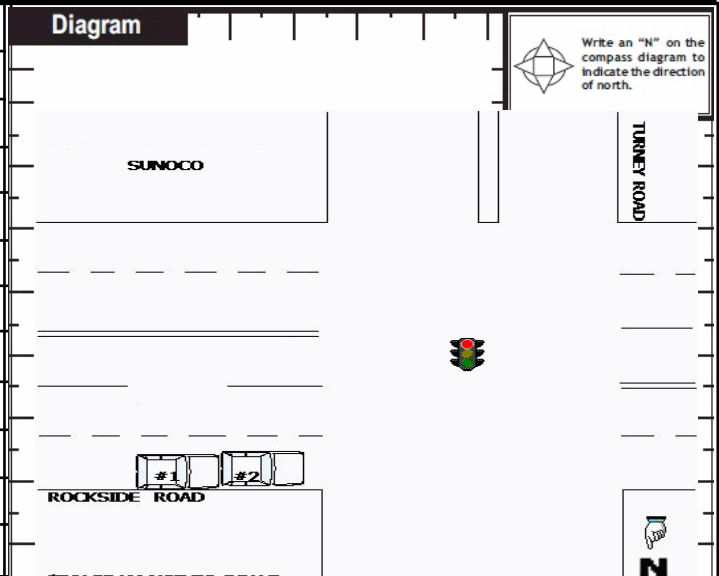 Diagram
Write an “N” on the
compass diagram to
indicate the direction
of north.
SUNOCO
TURNEY ROAD
#1 #2
ROCKSIDE ROAD
N